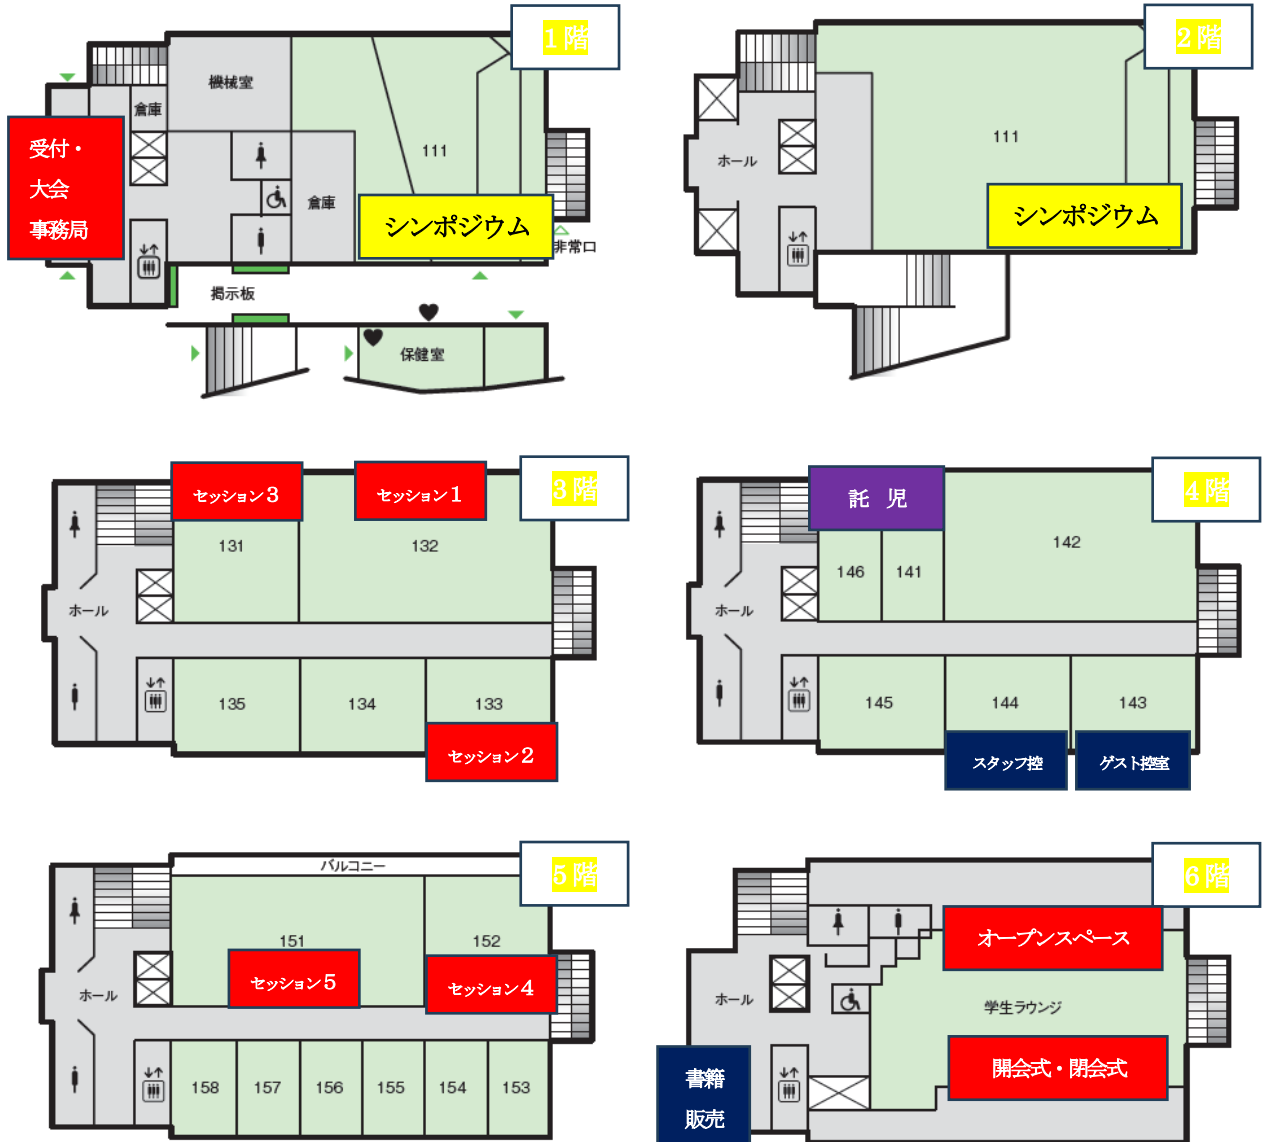 1階
機械室
倉庫
受付・
大会
事務局
111
倉庫
シンポジウム
非常口
掲示板
保健室
2階
111
ホール
シンポジウム
3階
セッション3
セッション1
131
132
ホール
135
134
133
セッション2
4階
託 児
142
146
141
ホール
145
144
143
スタッフ控
ゲスト控室
5階
バルコニー
151
152
セッション5
セッション4
ホール
158
157
156
155
154
153
6階
オープンスペース
ホール
学生ラウンジ
開会式・閉会式
書籍
販売